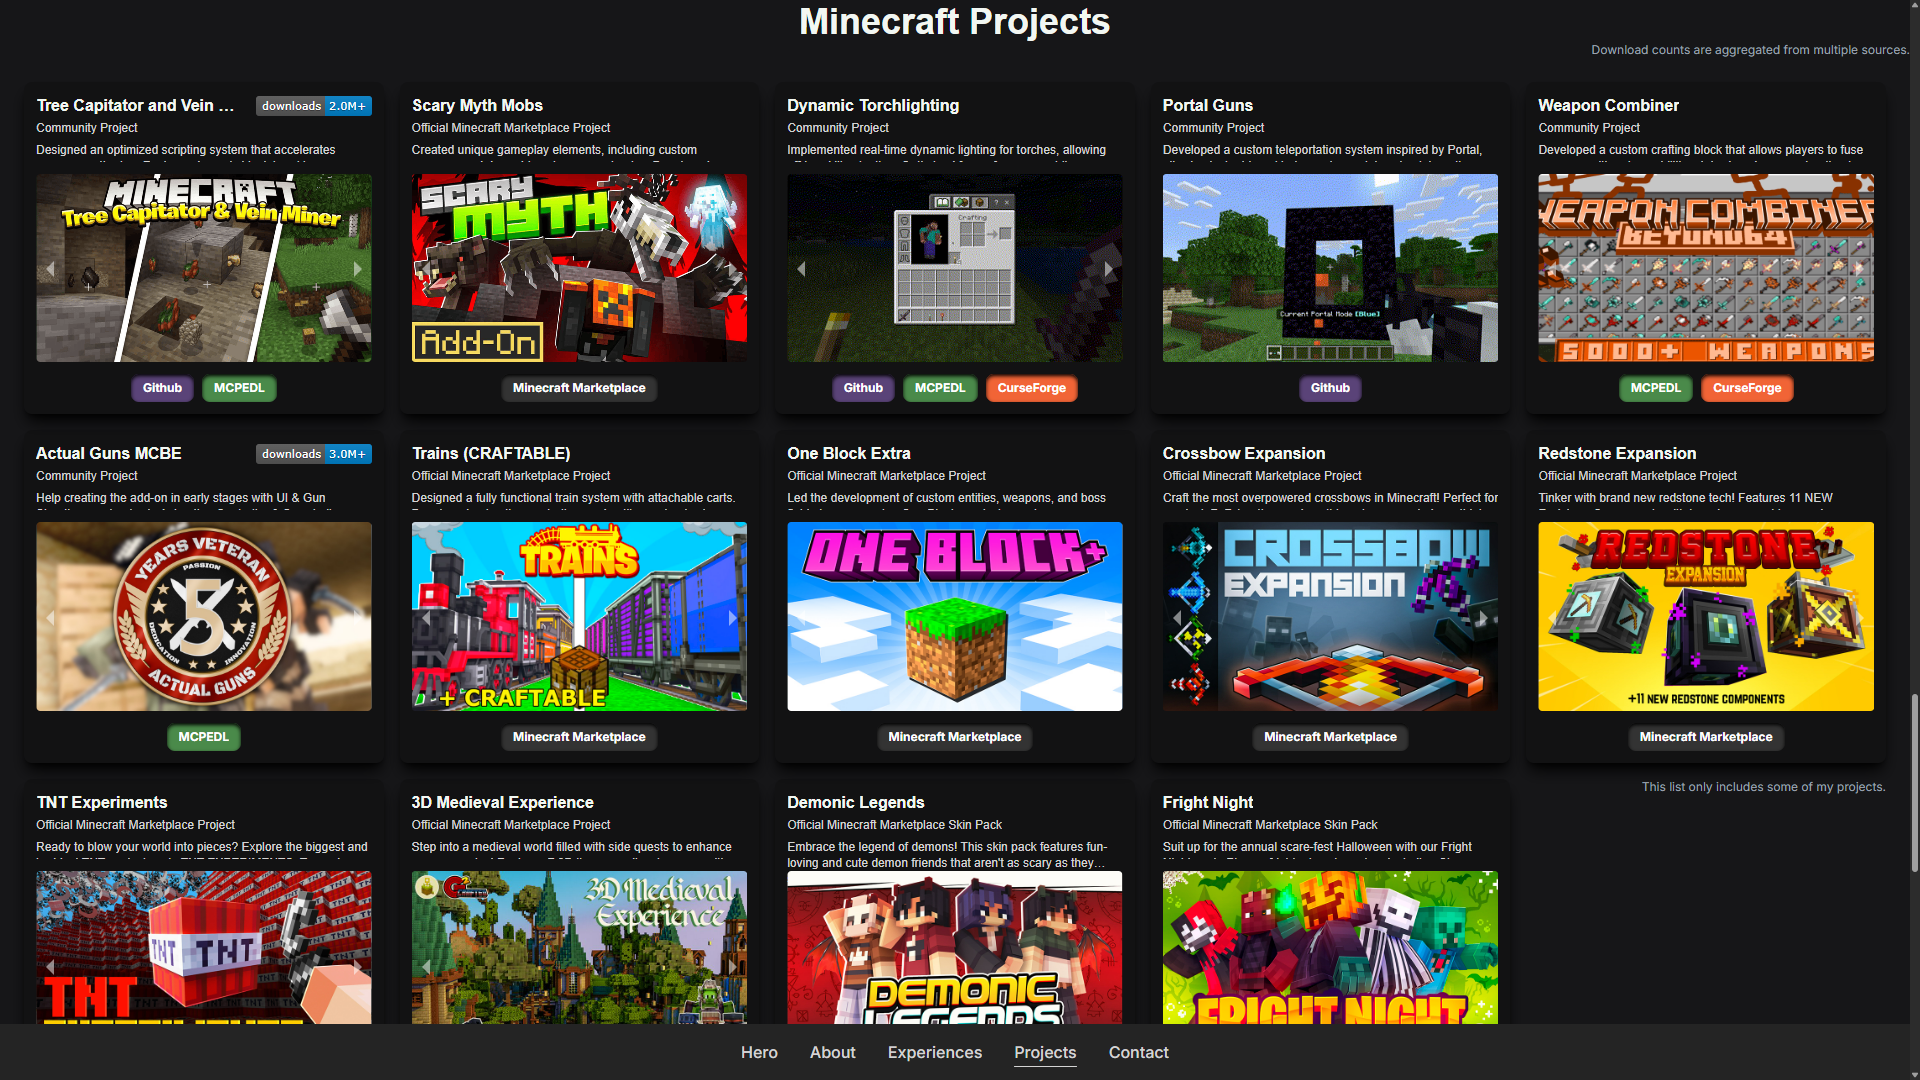 Minecraft Projects
Download counts are aggregated from multiple sources.
Tree Capitator and Vein ...
downloads 2.0M+
Community Project
Designed an optimized scripting system that accelerates
MINECRAFT
Tree Capitator & Vein Miner
Github
MCPEDL
Scary Myth Mobs
Official Minecraft Marketplace Project
Created unique gameplay elements, including custom
SCARY
MYTH
Add-On
Minecraft Marketplace
Dynamic Torchlighting
Community Project
Implemented real-time dynamic lighting for torches, allowing
Crafting
Github
MCPEDL
CurseForge
Portal Guns
Community Project
Developed a custom teleportation system inspired by Portal,
Current Portal Mode [Blue]
Github
Weapon Combiner
Community Project
Developed a custom crafting block that allows players to fuse
WEAPON COMBINER
BEYOND64
5000+ WEAPONS
MCPEDL
CurseForge
Actual Guns MCBE
downloads 3.0M+
Community Project
Help creating the add-on in early stages with UI & Gun
YEARS VETERAN
PASSION
5
DEDICATION
INNOVATION
ACTUAL GUNS
MCPEDL
Trains (CRAFTABLE)
Official Minecraft Marketplace Project
Designed a fully functional train system with attachable carts.
TRAINS
+ CRAFTABLE
Minecraft Marketplace
One Block Extra
Official Minecraft Marketplace Project
Led the development of custom entities, weapons, and boss
ONE BLOCK+
Minecraft Marketplace
Crossbow Expansion
Official Minecraft Marketplace Project
Craft the most overpowered crossbows in Minecraft! Perfect for
CROSSBOW
EXPANSION
Minecraft Marketplace
Redstone Expansion
Official Minecraft Marketplace Project
Tinker with brand new redstone tech! Features 11 NEW
REDSTONE
EXPANSION
+11 NEW REDSTONE COMPONENTS
Minecraft Marketplace
TNT Experiments
Official Minecraft Marketplace Project
Ready to blow your world into pieces? Explore the biggest and
TNT TNT
TNT
3D Medieval Experience
Official Minecraft Marketplace Project
Step into a medieval world filled with side quests to enhance
3D Medieval
Experience
Demonic Legends
Official Minecraft Marketplace Skin Pack
Embrace the legend of demons! This skin pack features fun-
loving and cute demon friends that aren't as scary as they...
DEMONIC
LEGENDS
Fright Night
Official Minecraft Marketplace Skin Pack
Suit up for the annual scare-fest Halloween with our Fright
FRIGHT NIGHT
This list only includes some of my projects.
Hero
About
Experiences
Projects
Contact